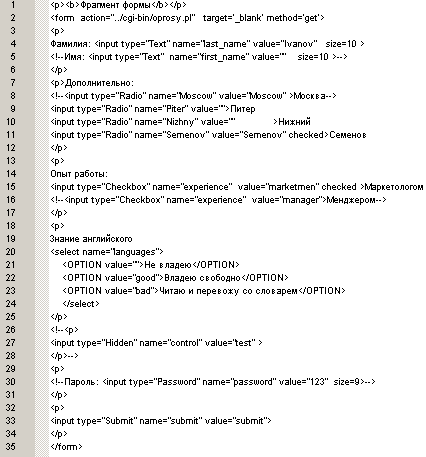 1 <p><b>Фрагмент формы</b></p>
2 <form action="../cgi-bin/oprosy.pl" target='_blank' method='get'>
3 <p>
4 Фамилия: <input type="Text" name="last_name" value="Ivanov" size=10 >
5 <!--Имя: <input type="Text" name="first_name" value="" size=10 >-->
6 </p>
7 <p>Дополнительно:
8 <!--<input type="Radio" name="Moscow" value="Moscow" >Москва-->
9 <input type="Radio" name="Piter" value="">Питер
10 <input type="Radio" name="Nizhny" value="" >Нижний
11 <input type="Radio" name="Semenov" value="Semenov" checked>Семенов
12 </p>
13 <p>
14 Опыт работы:
15 <input type="Checkbox" name="experience" value="marketmen" checked >Маркетологом
16 <!--<input type="Checkbox" name="experience" value="manager">Менджером-->
17 </p>
18 <p>
19 Знание английского
20 <select name="languages">
21 <OPTION value="">Не владею</OPTION>
22 <OPTION value="good">Владею свободно</OPTION>
23 <OPTION value="bad">Читаю и перевожу со словарем</OPTION>
24 </select>
25 </p>
26 <!--<p>
27 <input type="Hidden" name="control" value="test" >
28 </p>-->
29 <p>
30 <!--Пароль: <input type="Password" name="password" value="123" size=9>-->
31 </p>
32 <p>
33 <input type="Submit" name="submit" value="submit">
34 </p>
35 </form>